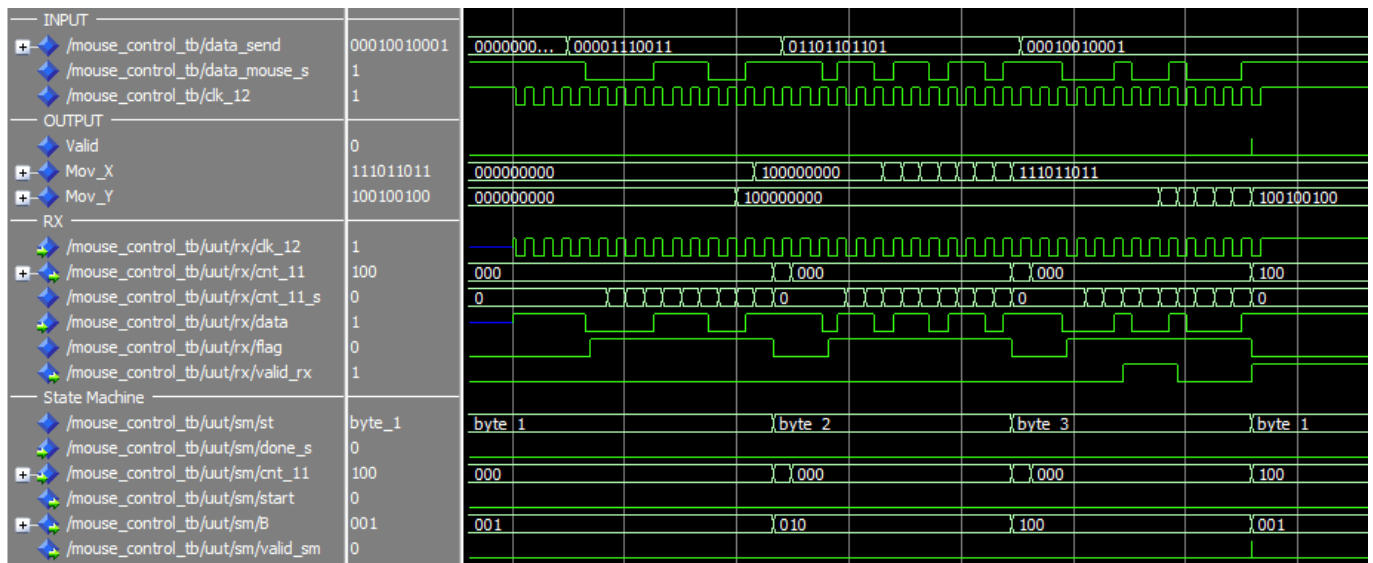 INPUT
/mouse_control_tb/data_send 00010010001 0000000... 00001110011 01101101101 00010010001
/mouse_control_tb/data_mouse_s 1
/mouse_control_tb/clk_12 1
OUTPUT
Valid 0
Mov_X 111011011 000000000 100000000 111011011
Mov_Y 100100100 000000000 100000000 100100100
RX
/mouse_control_tb/uut/rx/clk_12 1
/mouse_control_tb/uut/rx/cnt_11 100 000 000 000 100
/mouse_control_tb/uut/rx/cnt_11_s 0 0 0 0 0
/mouse_control_tb/uut/rx/data 1
/mouse_control_tb/uut/rx/flag 0
/mouse_control_tb/uut/rx/valid_rx 1
State Machine
/mouse_control_tb/uut/sm/st byte_1 byte_1 byte_2 byte_3 byte_1
/mouse_control_tb/uut/sm/done_s 0
/mouse_control_tb/uut/sm/cnt_11 100 000 000 000 100
/mouse_control_tb/uut/sm/start 0
/mouse_control_tb/uut/sm/B 001 001 010 100 001
/mouse_control_tb/uut/sm/valid_sm 0